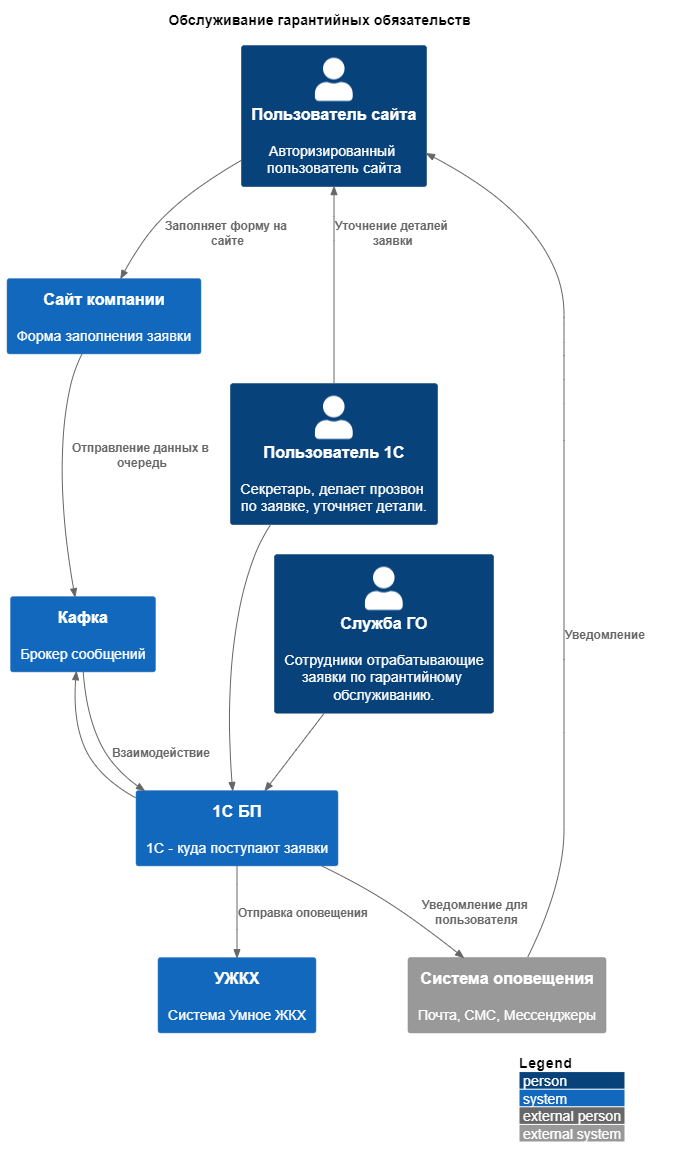 Обслуживание гарантийных обязательств
Пользователь сайта
Авторизированный
пользователь сайта
Заполняет форму на
сайте
Уточнение деталей
заявки
Сайт компании
Форма заполнения заявки
Пользователь 1С
Секретарь, делает прозвон
по заявке, уточняет детали.
Отправление данных в
очередь
Служба ГО
Сотрудники отрабатывающие
заявки по гарантийному
обслуживанию.
Кафка
Брокер сообщений
Уведомление
Взаимодействие
1С БП
1С - куда поступают заявки
Отправка оповещения
Уведомление для
пользователя
УЖКХ
Система Умное ЖКХ
Система оповещения
Почта, СМС, Мессенджеры
Legend
person
system
external person
external system